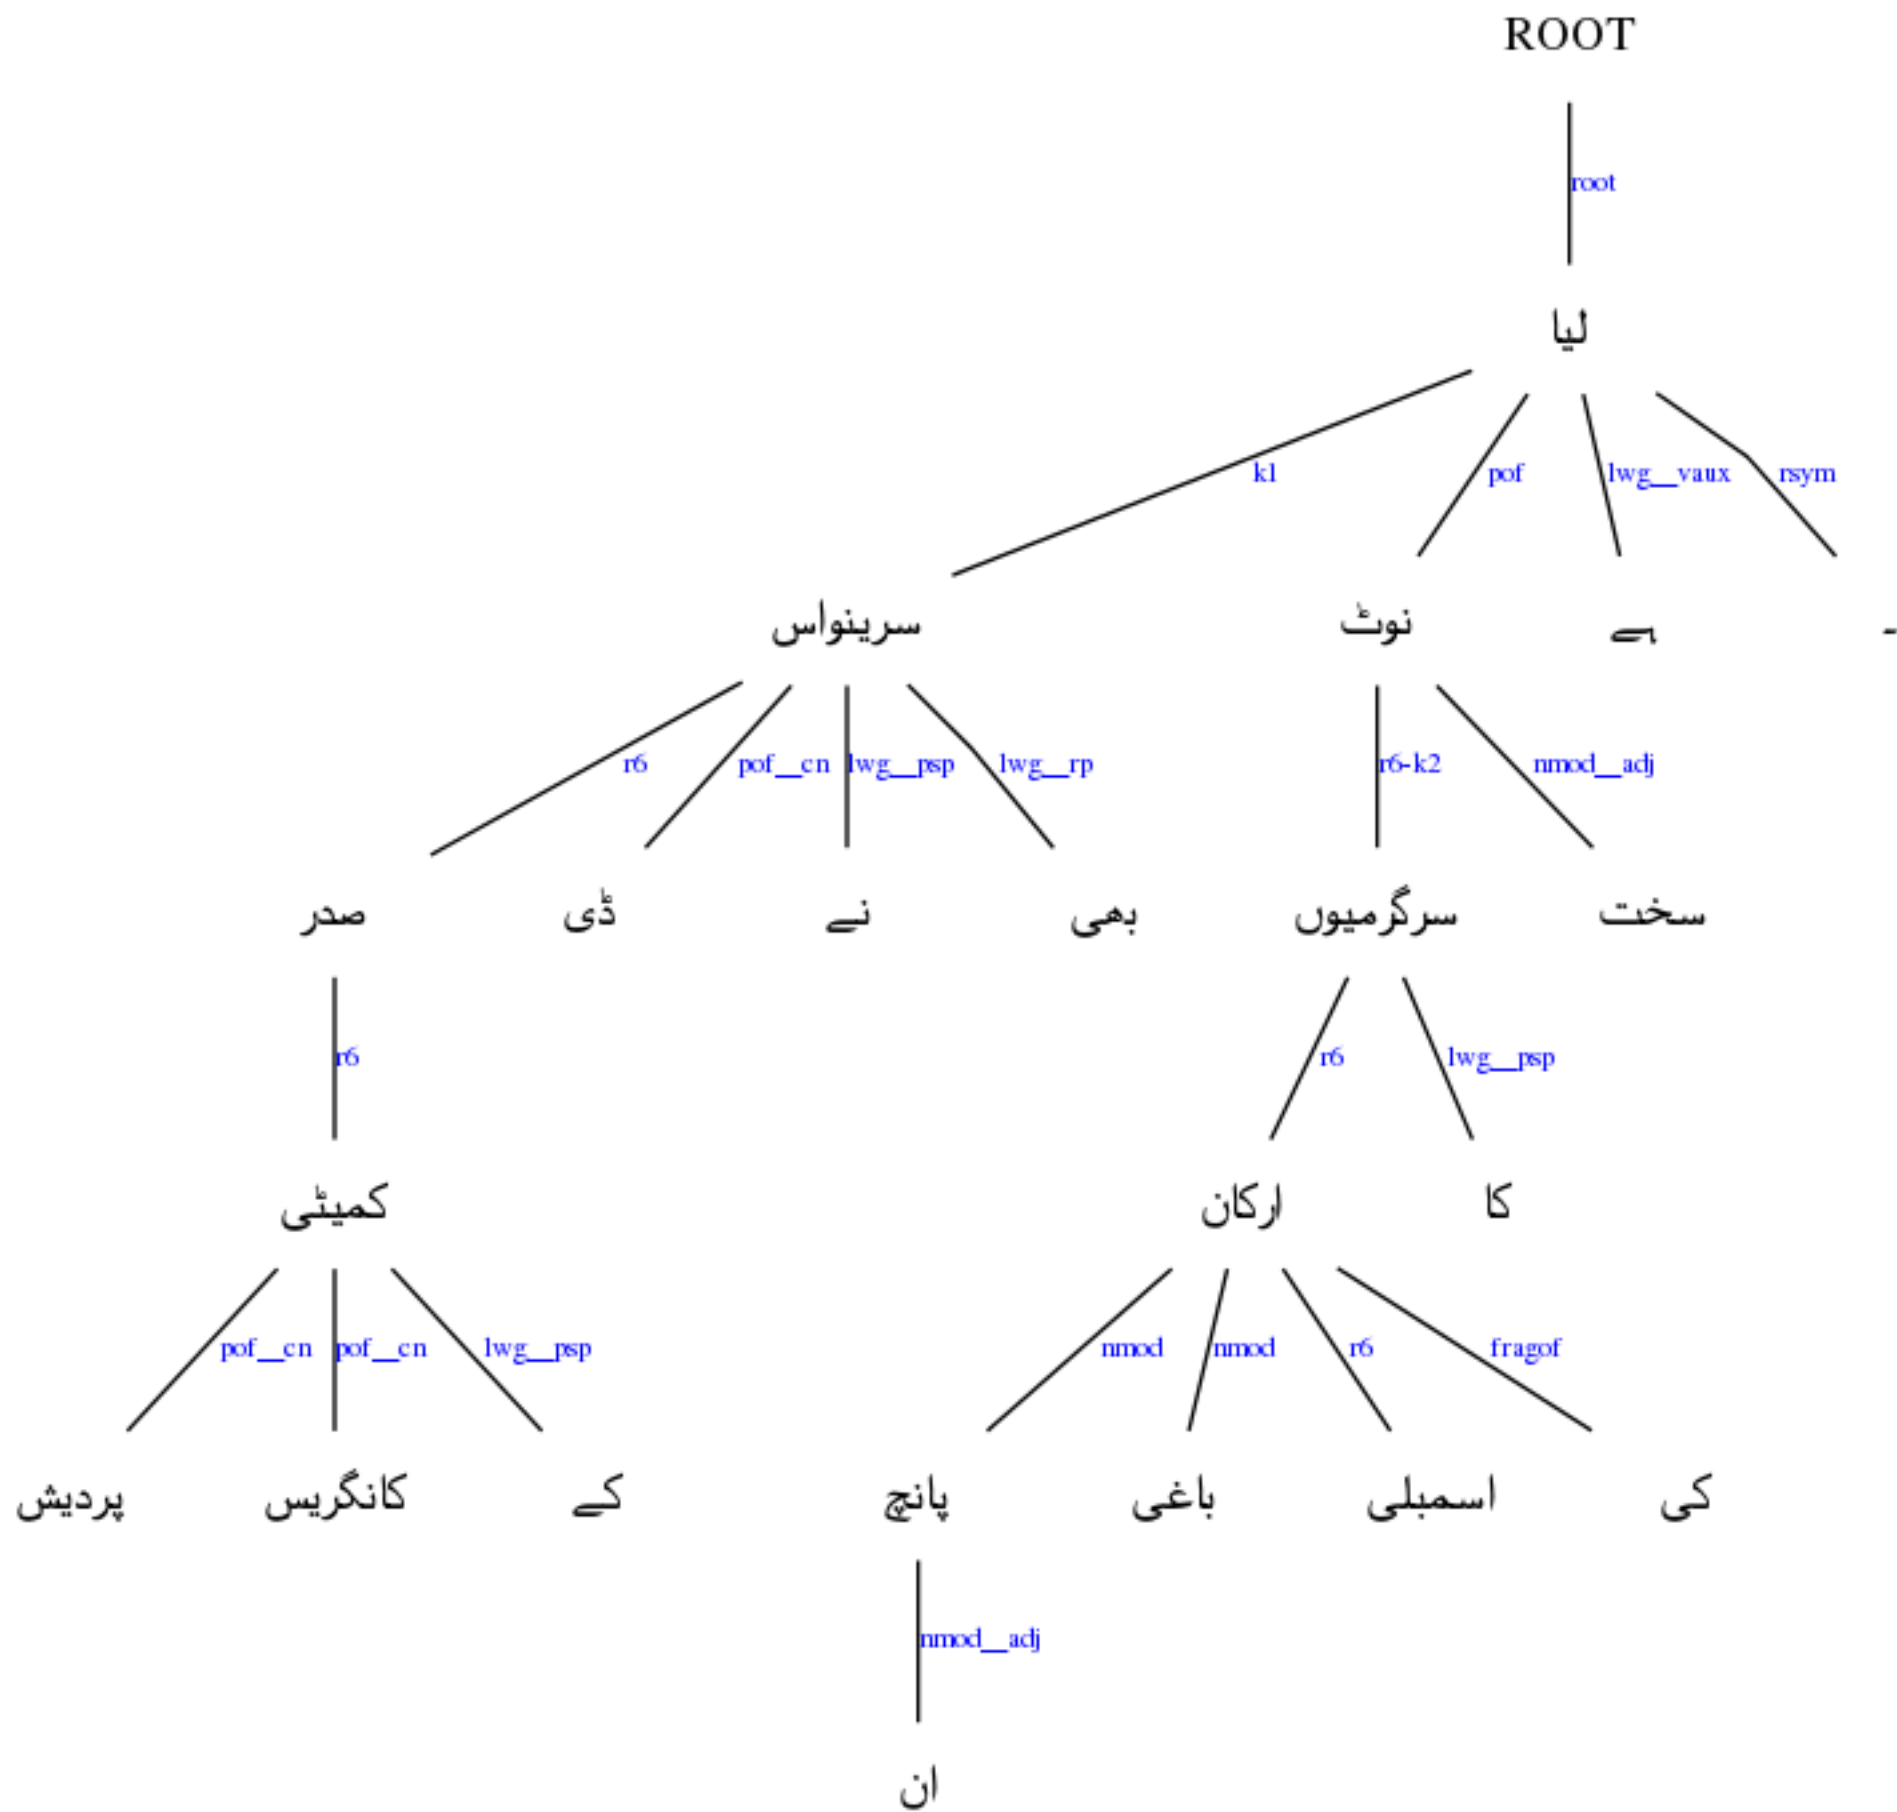 ROOT
root
لیا
k1 pof lwg__vaux rsym
سرینواس نوٹ ہے ۔
r6 pof__cn lwg__psp lwg__rp r6-k2 nmod__adj
صدر ڈی نے بھی سرگرمیوں سخت
r6 r6 lwg__psp
کمیٹی ارکان کا
pof__cn pof__cn lwg__psp nmod nmod r6 fragof
پردیش کانگریس کے پانچ باغی اسمبلی کی
nmod__adj
ان